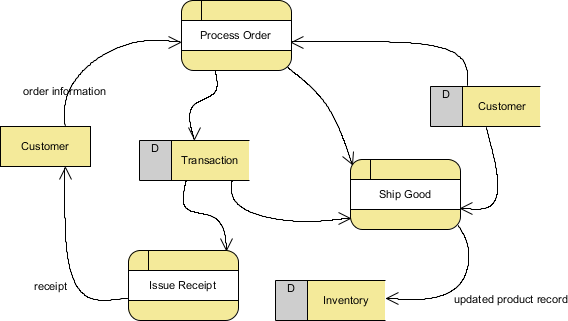 Process Order
order information
D
Customer
Customer
D
Transaction
Ship Good
receipt
Issue Receipt
D
Inventory
updated product record